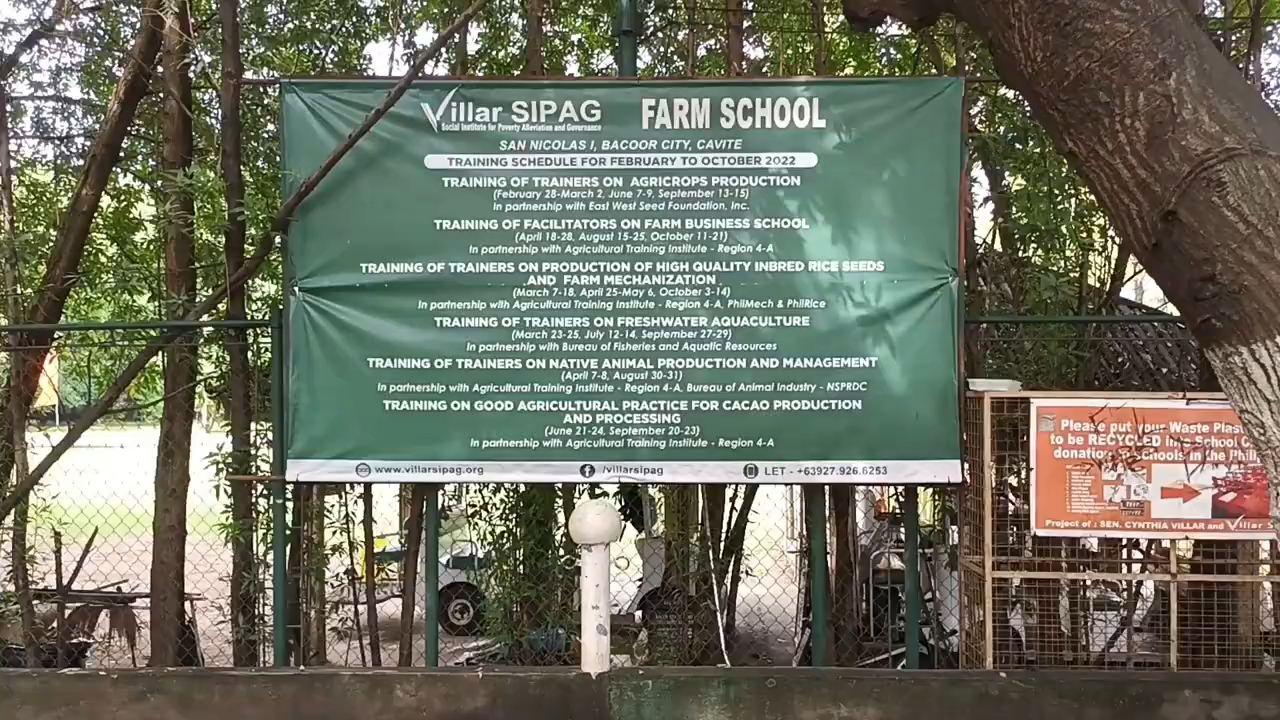 Villar SIPAG
Social Institute for Poverty Alleviation and Governance
FARM SCHOOL
SAN NICOLAS I, BACOOR CITY, CAVITE
TRAINING SCHEDULE FOR FEBRUARY TO OCTOBER 2022
TRAINING OF TRAINERS ON AGRICROPS PRODUCTION
(February 28-March 2, June 7-9, September 13-15)
In partnership with East West Seed Foundation, Inc.
TRAINING OF FACILITATORS ON FARM BUSINESS SCHOOL
(April 18-28, August 15-25, October 11-21)
In partnership with Agricultural Training Institute - Region 4-A
TRAINING OF TRAINERS ON PRODUCTION OF HIGH QUALITY INBRED RICE SEEDS
AND FARM MECHANIZATION
(March 7-18, April 25-May 6, October 3-14)
In partnership with Agricultural Training Institute - Region 4-A, PhilMech & PhilRice
TRAINING OF TRAINERS ON FRESHWATER AQUACULTURE
(March 23-25, July 12-14, September 27-29)
In partnership with Bureau of Fisheries and Aquatic Resources
TRAINING OF TRAINERS ON NATIVE ANIMAL PRODUCTION AND MANAGEMENT
(April 7-8, August 30-31)
In partnership with Agricultural Training Institute - Region 4-A, Bureau of Animal Industry - NSPRDC
TRAINING ON GOOD AGRICULTURAL PRACTICE FOR CACAO PRODUCTION
AND PROCESSING
(June 21-24, September 20-23)
In partnership with Agricultural Training Institute - Region 4-A
www.villarsipag.org
/villarsipag
LET - +63927.926.6253
Please put your Waste Plas
to be RECYCLED into School C
donation to schools in the Phili
Project of : SEN. CYNTHIA VILLAR and Villar S